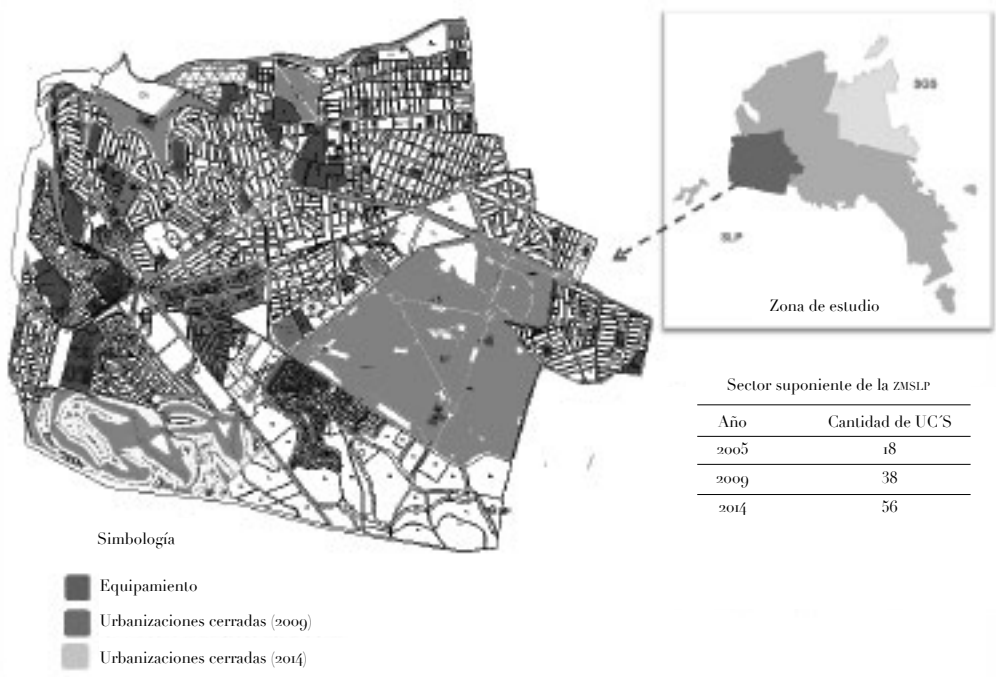 SGS
SLP
Zona de estudio
Sector suponiente de la ZMSLP
Año Cantidad de UC´S
2005 18
2009 38
2014 56
Simbología
Equipamiento
Urbanizaciones cerradas (2009)
Urbanizaciones cerradas (2014)